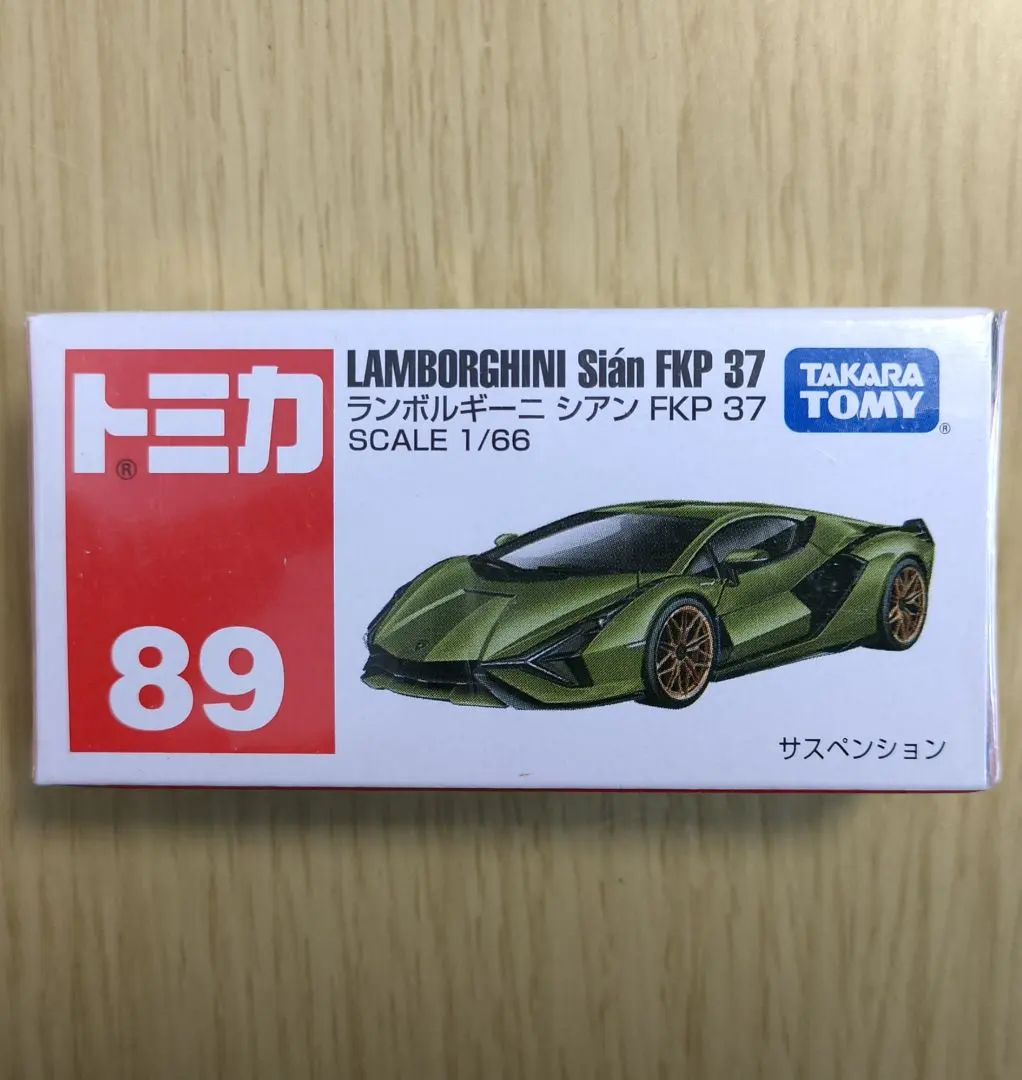 トミカ®
89
LAMBORGHINI Sián FKP 37
ランボルギーニ シアン FKP 37
SCALE 1/66
TAKARA
TOMY®
サスペンション